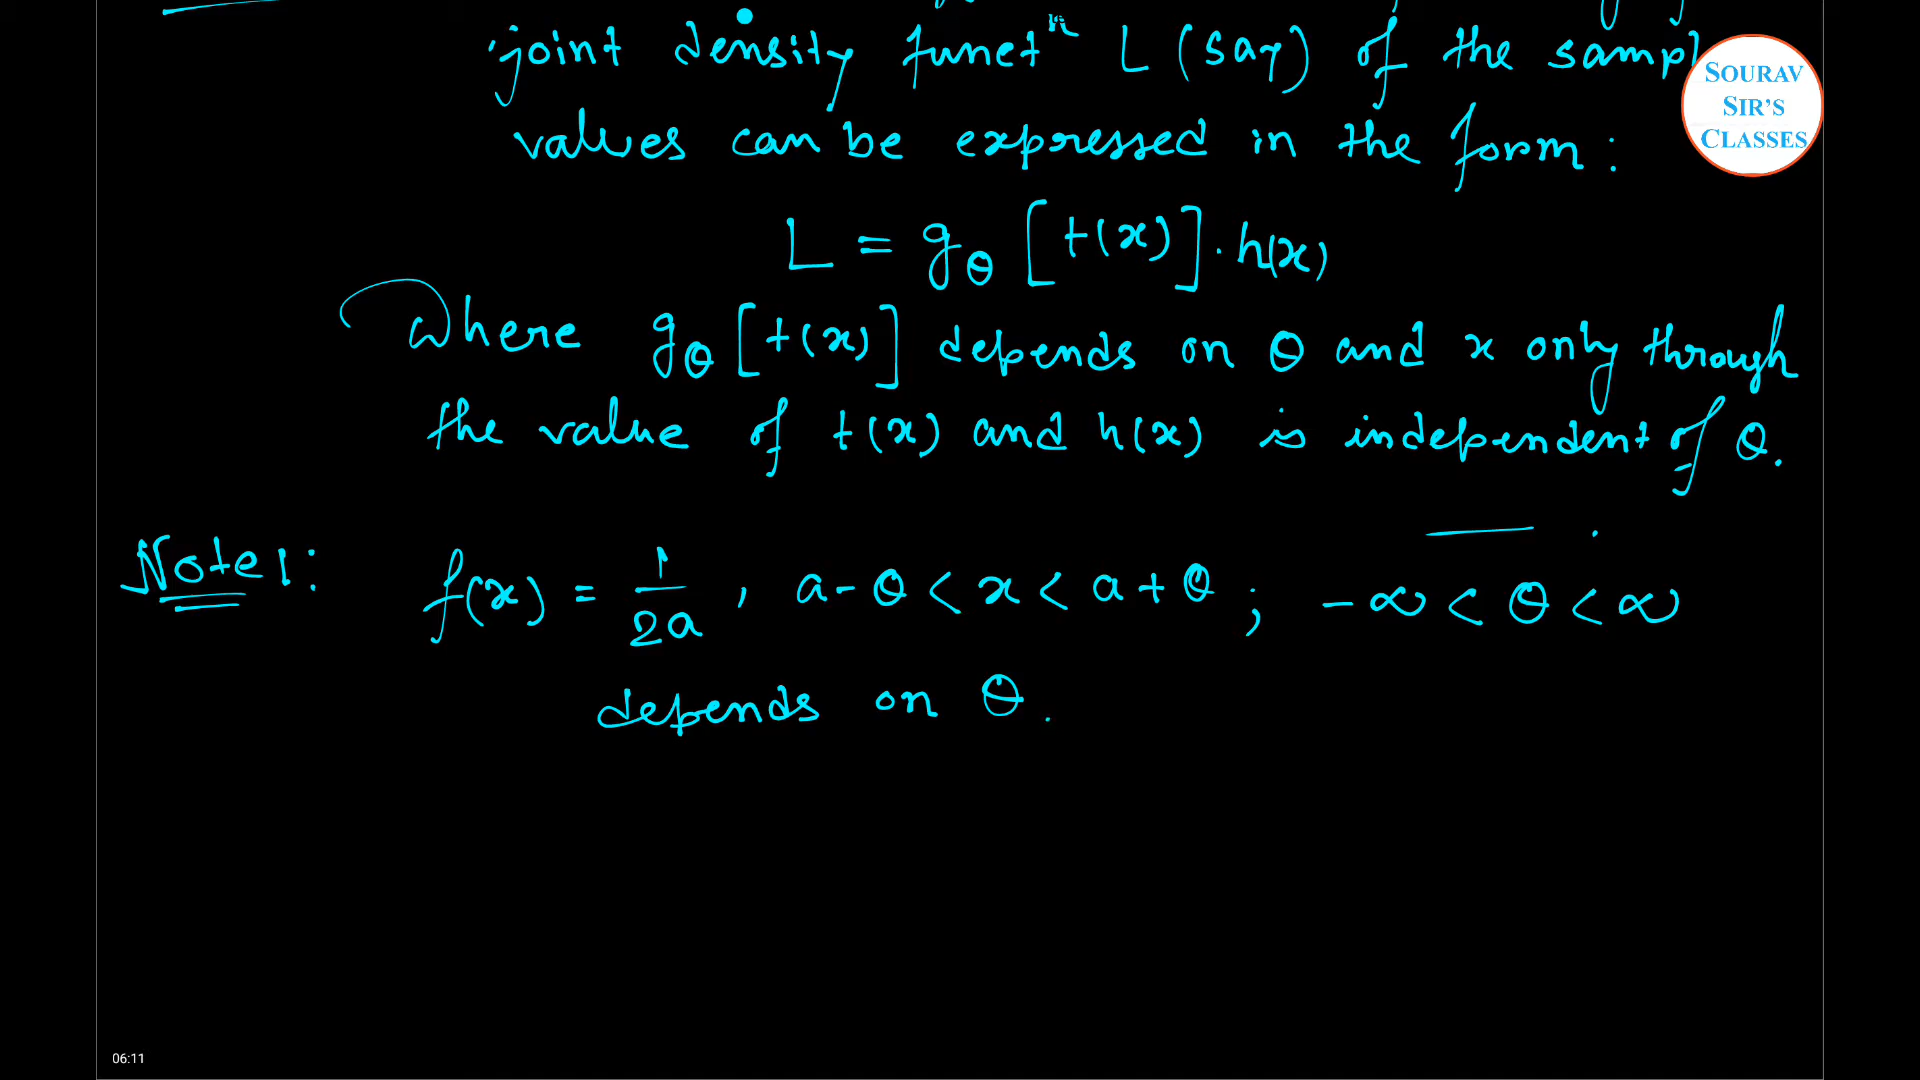 joint density functⁿ L (say) of the sampl
SOURAV
SIR'S
CLASSES
values can be expressed in the form :
L = g_θ [t(x)] . h(x)
Where g_θ [t(x)] depends on θ and x only through
the value of t(x) and h(x) is independent of θ.
Note 1 : f(x) = 1/2a , a - θ < x < a + θ ; - ∞ < θ < ∞
depends on θ .
06:11